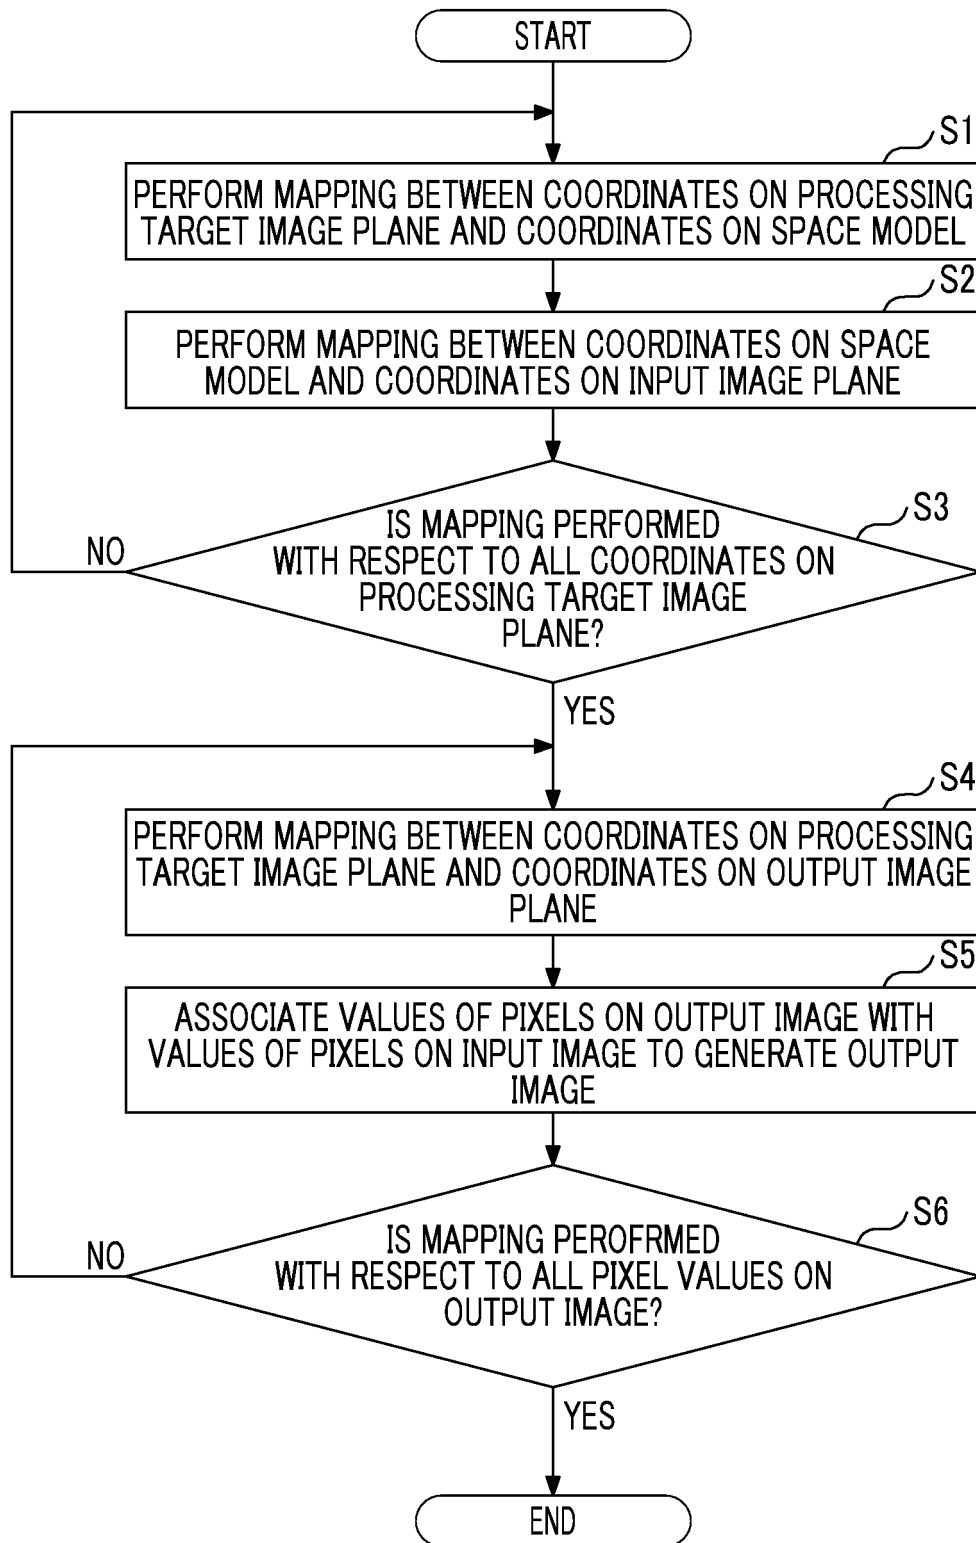 START
S1
PERFORM MAPPING BETWEEN COORDINATES ON PROCESSING
TARGET IMAGE PLANE AND COORDINATES ON SPACE MODEL
S2
PERFORM MAPPING BETWEEN COORDINATES ON SPACE
MODEL AND COORDINATES ON INPUT IMAGE PLANE
S3
IS MAPPING PERFORMED
WITH RESPECT TO ALL COORDINATES ON
PROCESSING TARGET IMAGE
PLANE?
NO
YES
S4
PERFORM MAPPING BETWEEN COORDINATES ON PROCESSING
TARGET IMAGE PLANE AND COORDINATES ON OUTPUT IMAGE
PLANE
S5
ASSOCIATE VALUES OF PIXELS ON OUTPUT IMAGE WITH
VALUES OF PIXELS ON INPUT IMAGE TO GENERATE OUTPUT
IMAGE
S6
IS MAPPING PEROFRMED
WITH RESPECT TO ALL PIXEL VALUES ON
OUTPUT IMAGE?
NO
YES
END